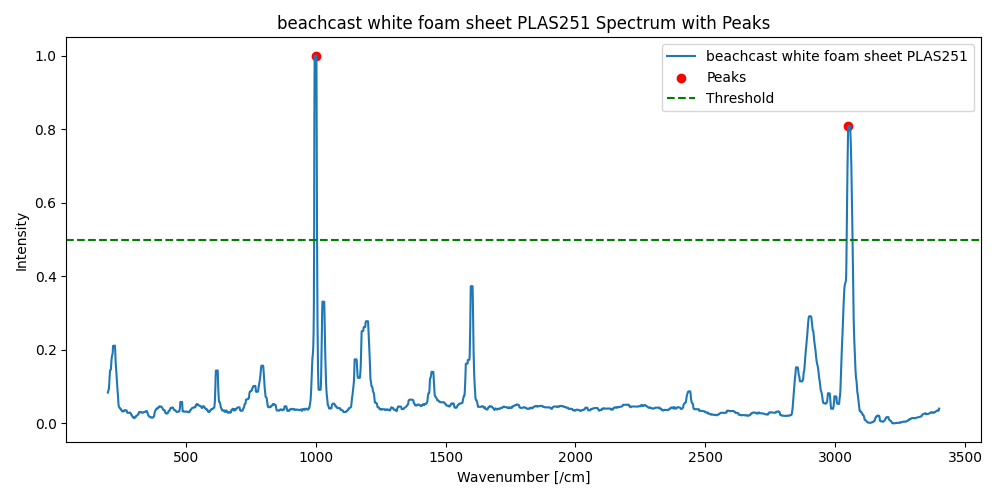 beachcast white foam sheet PLAS251 Spectrum with Peaks
beachcast white foam sheet PLAS251
Peaks
Threshold
Intensity
1.0
0.8
0.6
0.4
0.2
0.0
500
1000
1500
2000
2500
3000
3500
Wavenumber [/cm]